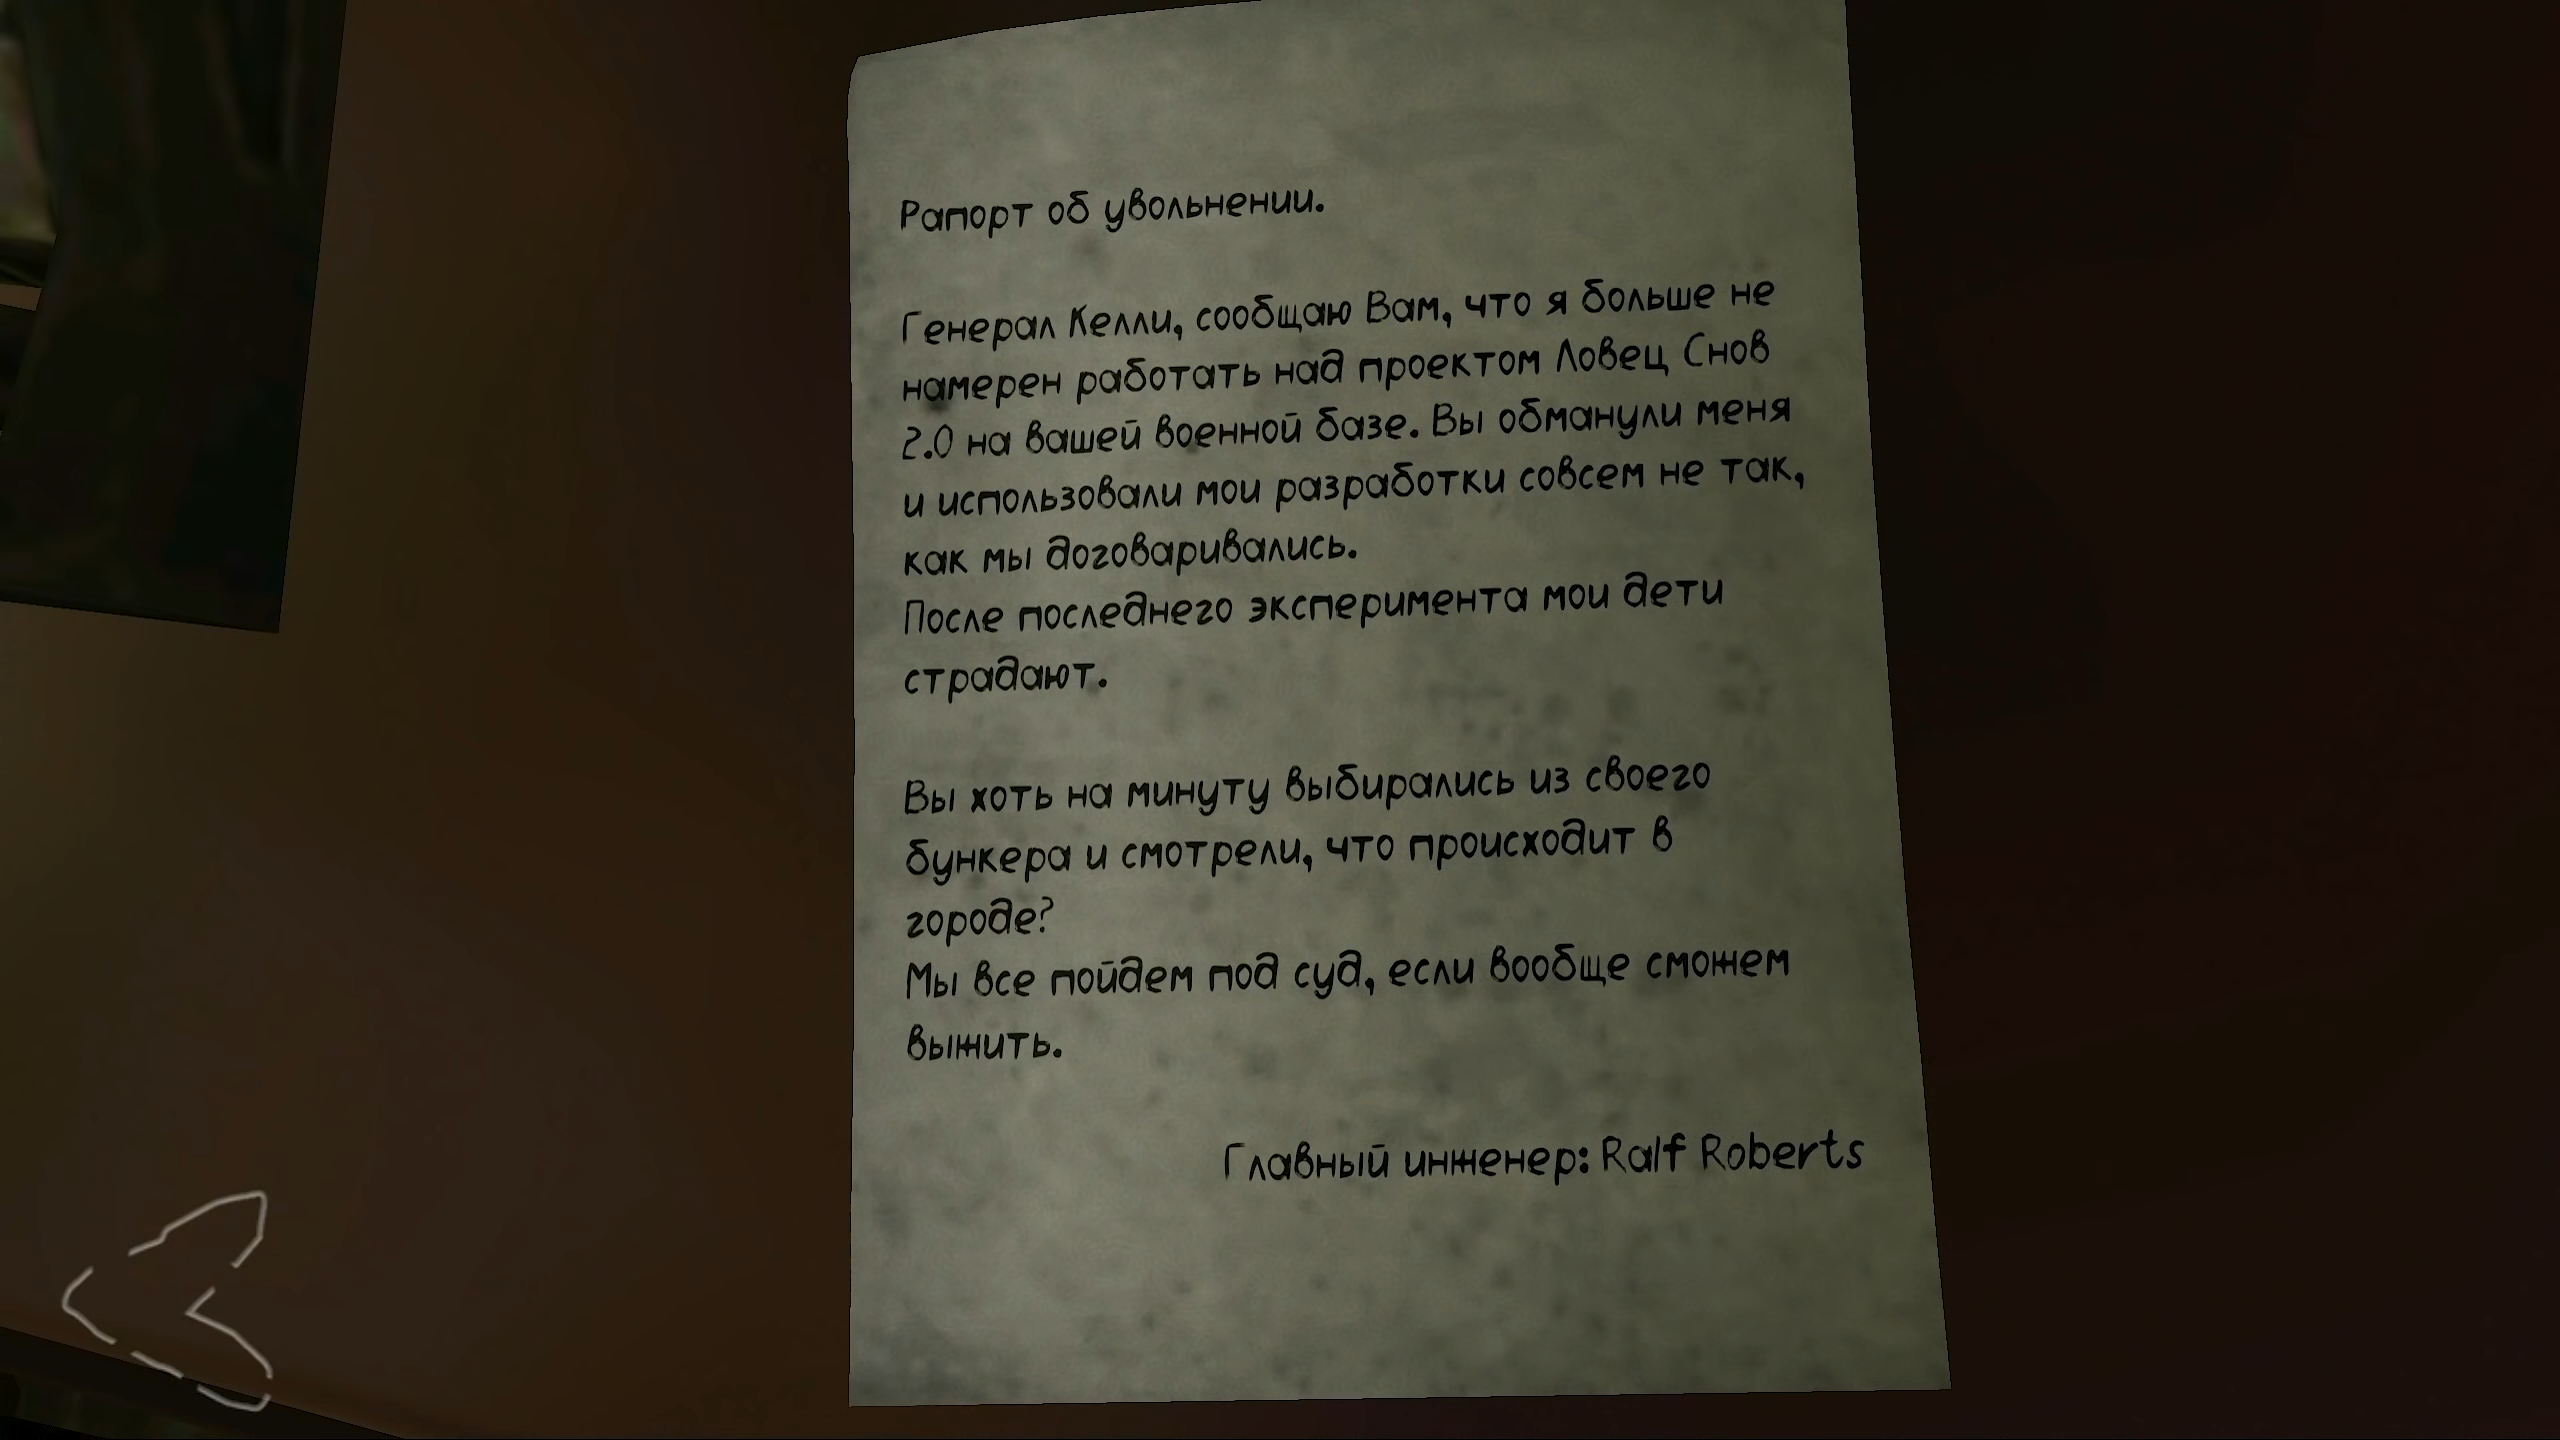 Рапорт об увольнении.
Генерал Келли, сообщаю Вам, что я больше не
намерен работать над проектом Ловец Снов
2.0 на вашей военной базе. Вы обманули меня
и использовали мои разработки совсем не так,
как мы договаривались.
После последнего эксперимента мои дети
страдают.
Вы хоть на минуту выбирались из своего
бункера и смотрели, что происходит в
городе?
Мы все пойдем под суд, если вообще сможем
выжить.
Главный инженер: Ralf Roberts